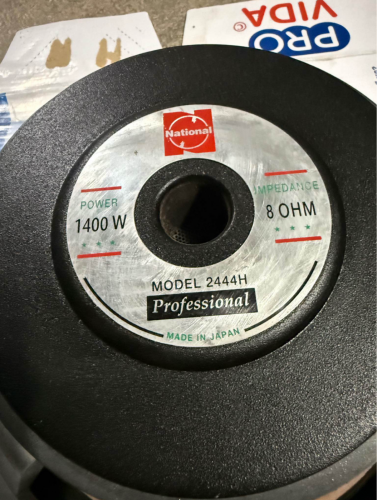 PRO
VIDA
National
POWER
1400 W
IMPEDANCE
8 OHM
MODEL 2444H
Professional
MADE IN JAPAN